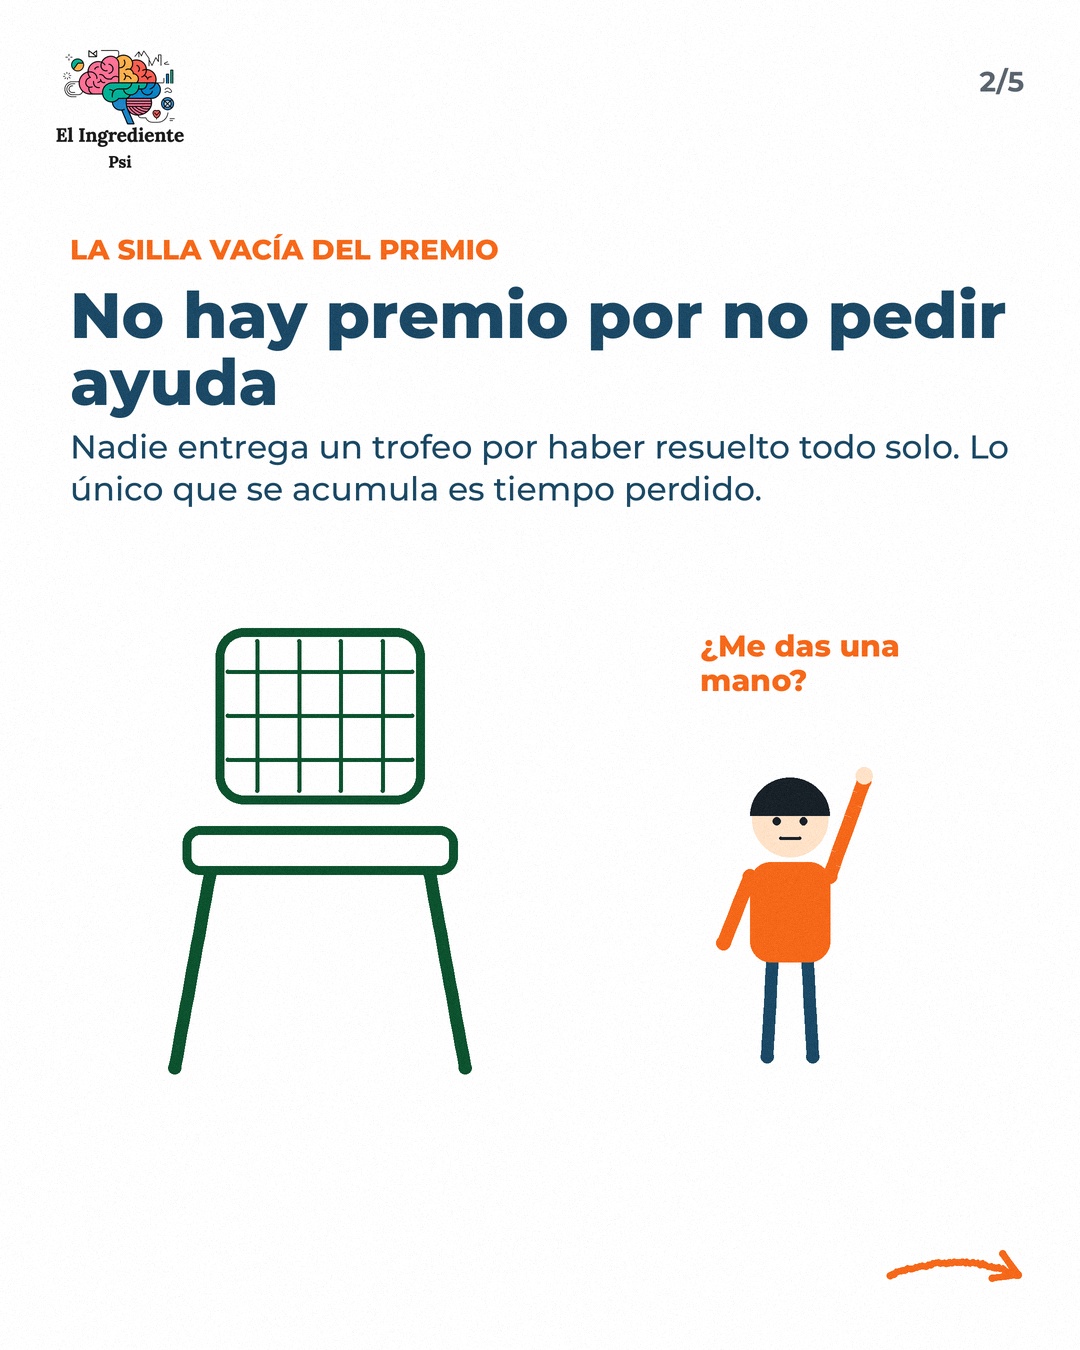 El Ingrediente
Psi
2/5
LA SILLA VACÍA DEL PREMIO
No hay premio por no pedir
ayuda
Nadie entrega un trofeo por haber resuelto todo solo. Lo
único que se acumula es tiempo perdido.
¿Me das una
mano?